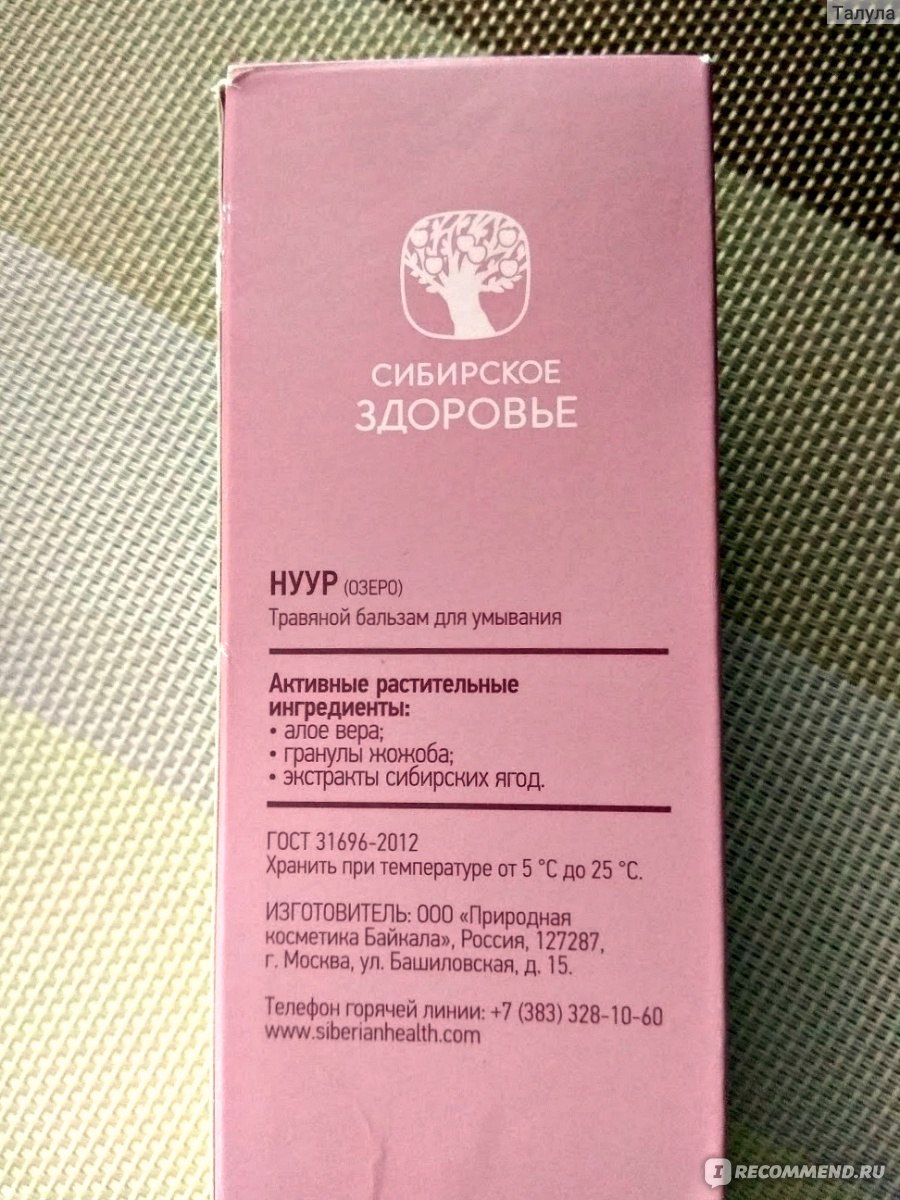 Талула
СИБИРСКОЕ
ЗДОРОВЬЕ
НУУР (ОЗЕРО)
Травяной бальзам для умывания
Активные растительные
ингредиенты:
• алое вера;
• гранулы жожоба;
• экстракты сибирских ягод.
ГОСТ 31696-2012
Хранить при температуре от 5 °C до 25 °C.
ИЗГОТОВИТЕЛЬ: ООО «Природная
косметика Байкала», Россия, 127287,
г. Москва, ул. Башиловская, д. 15.
Телефон горячей линии: +7 (383) 328-10-60
www.siberianhealth.com
IRECOMMEND.RU